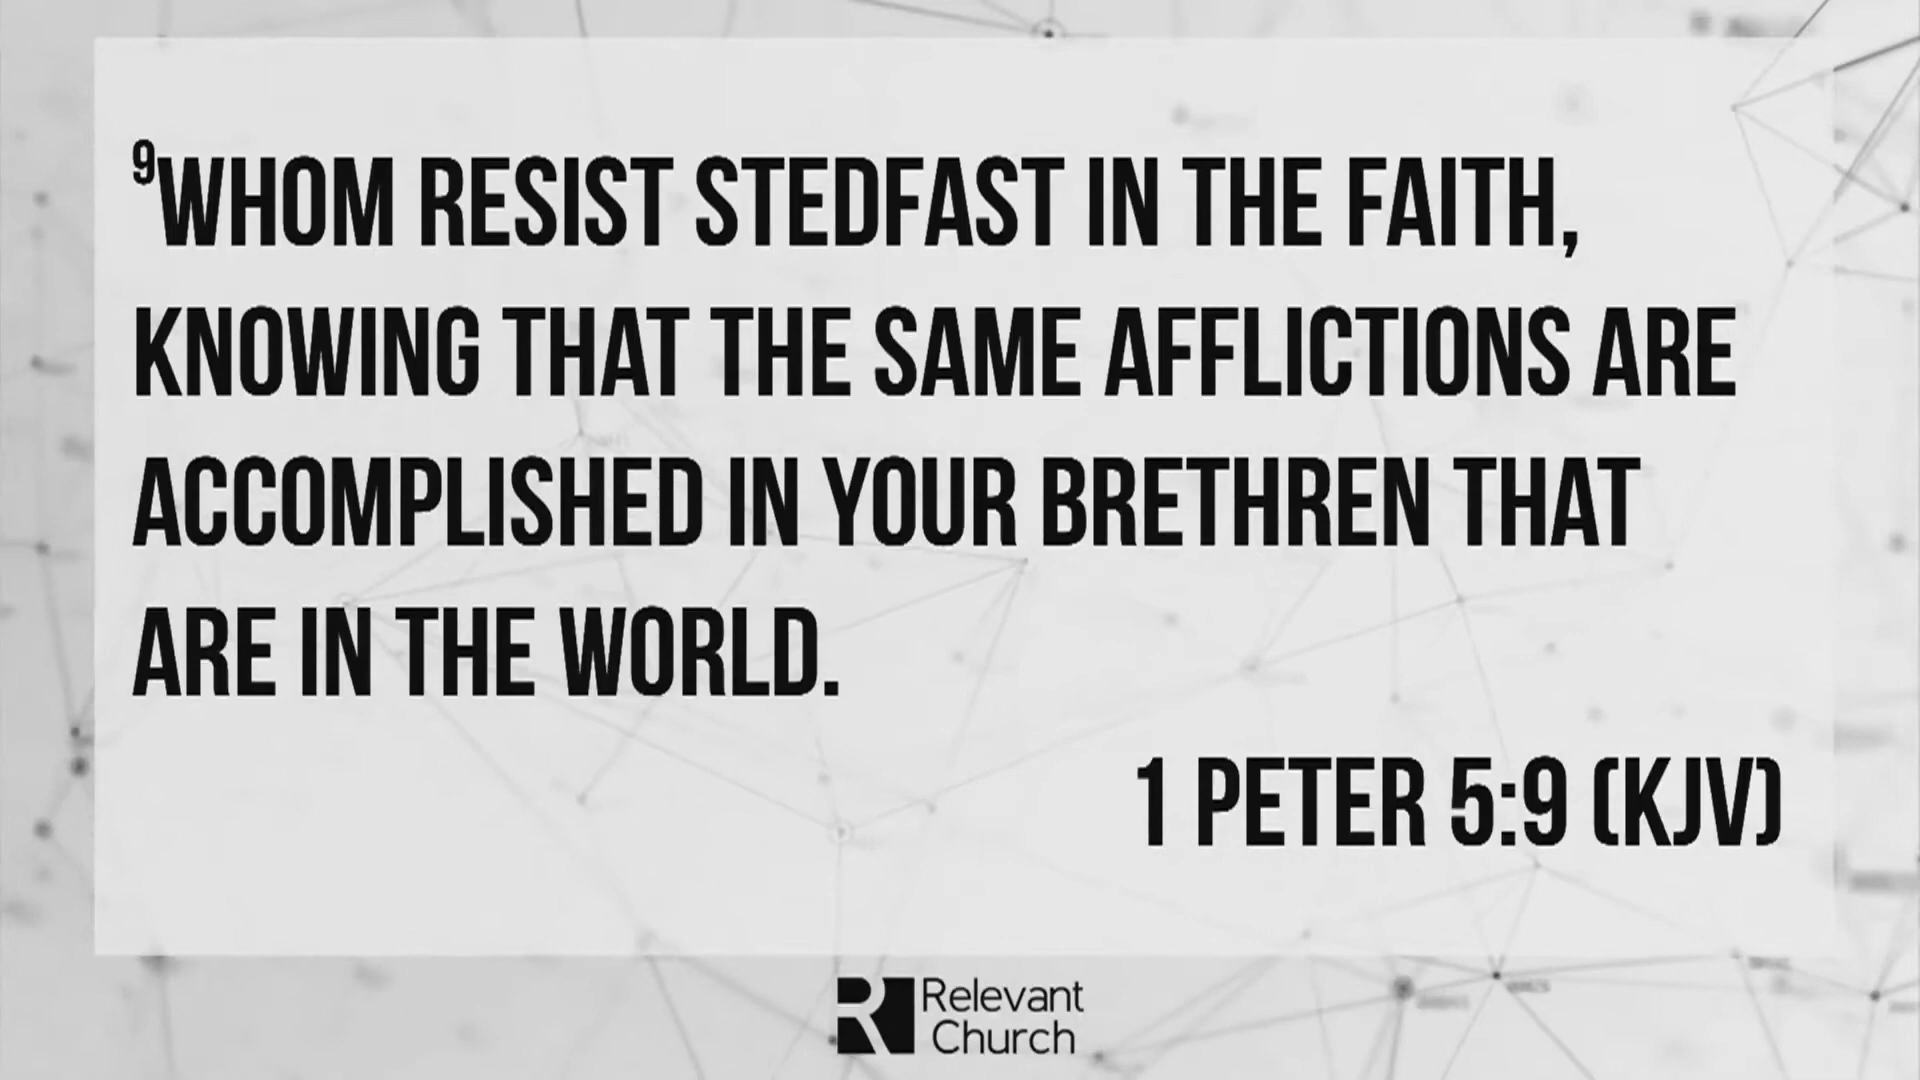 ⁹WHOM RESIST STEDFAST IN THE FAITH,
KNOWING THAT THE SAME AFFLICTIONS ARE
ACCOMPLISHED IN YOUR BRETHREN THAT
ARE IN THE WORLD.
1 PETER 5:9 (KJV)
Relevant
Church